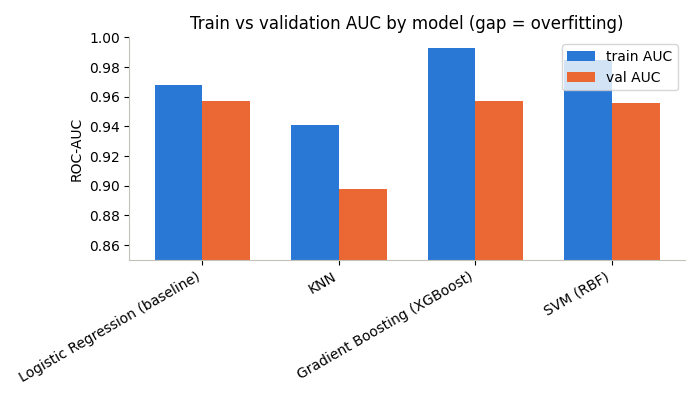 Train vs validation AUC by model (gap = overfitting)
1.00
0.98
0.96
0.94
0.92
0.90
0.88
0.86
ROC-AUC
train AUC
val AUC
Logistic Regression (baseline)
KNN
Gradient Boosting (XGBoost)
SVM (RBF)